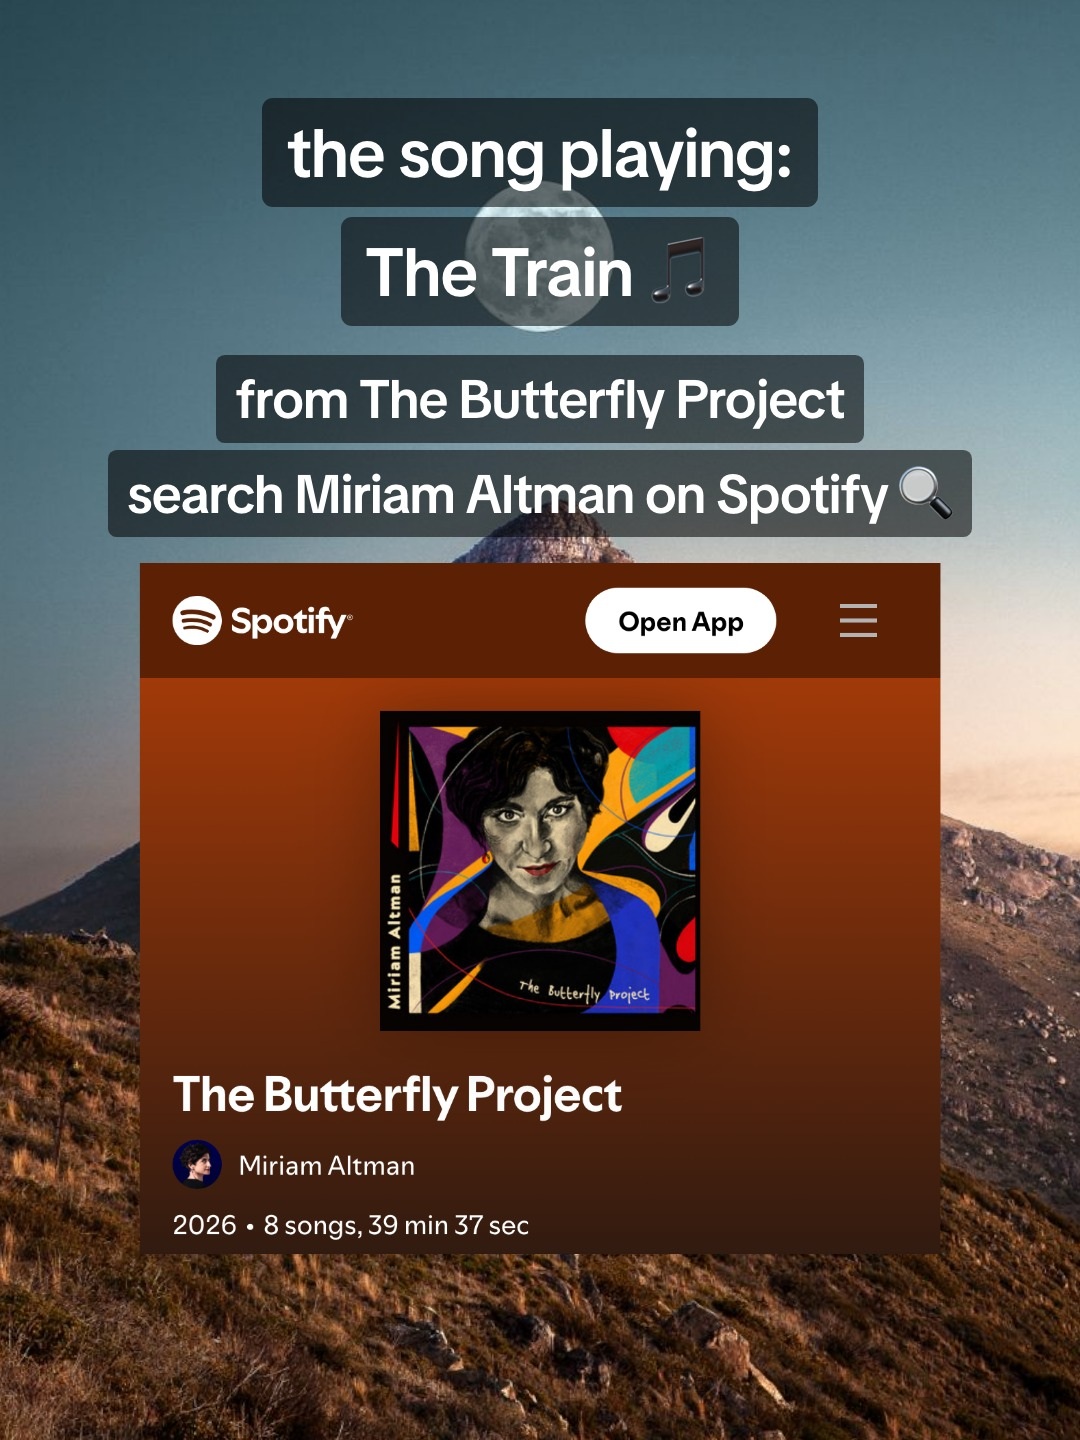 the song playing:
The Train 🎵
from The Butterfly Project
search Miriam Altman on Spotify 🔍
Spotify®
Open App
Miriam Altman
The Butterfly Project
The Butterfly Project
Miriam Altman
2026 • 8 songs, 39 min 37 sec